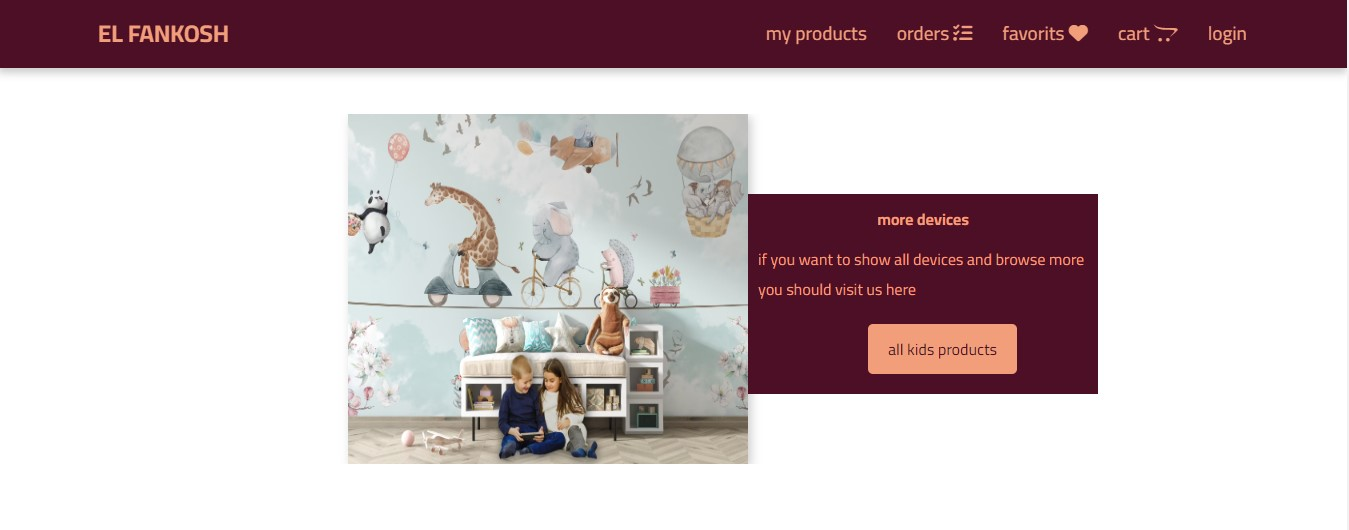 EL FANKOSH
my products
orders
favorits
cart
login
more devices
if you want to show all devices and browse more
you should visit us here
all kids products